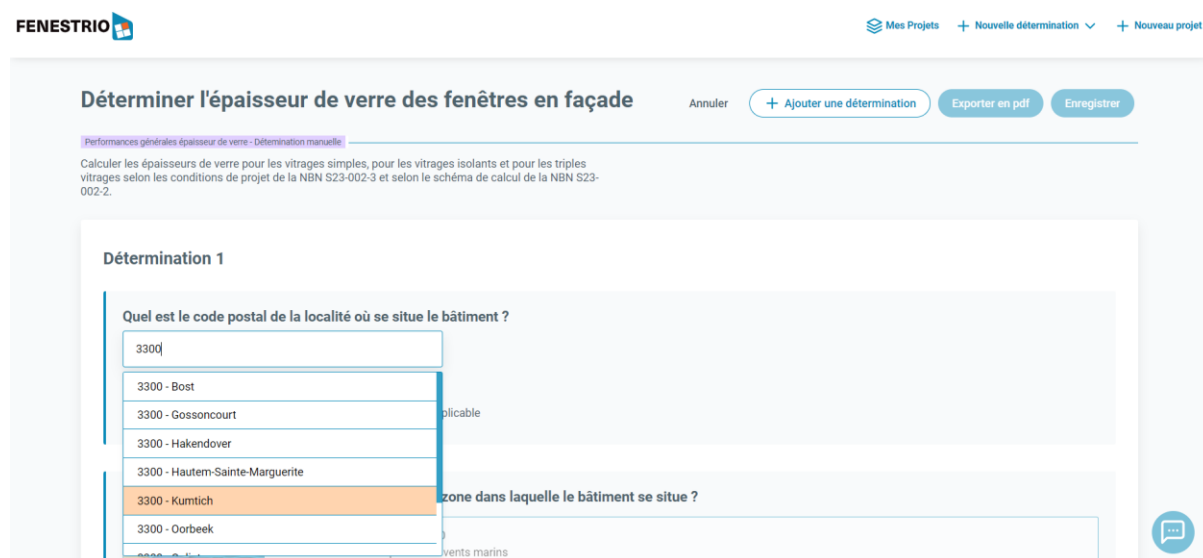 FENESTRIO
Mes Projets
Nouvelle détermination
Nouveau projet
Déterminer l'épaisseur de verre des fenêtres en façade
Annuler
Ajouter une détermination
Exporter en pdf
Enregistrer
Performances générales épaisseur de verre - Détermination manuelle
Calculer les épaisseurs de verre pour les vitrages simples, pour les vitrages isolants et pour les triples
vitrages selon les conditions de projet de la NBN S23-002-3 et selon le schéma de calcul de la NBN S23-
002-2.
Détermination 1
Quel est le code postal de la localité où se situe le bâtiment ?
3300
3300 - Bost
3300 - Gossoncourt
plicable
3300 - Hakendover
3300 - Hautem-Sainte-Marguerite
3300 - Kumtich
zone dans laquelle le bâtiment se situe ?
3300 - Oorbeek
vents marins